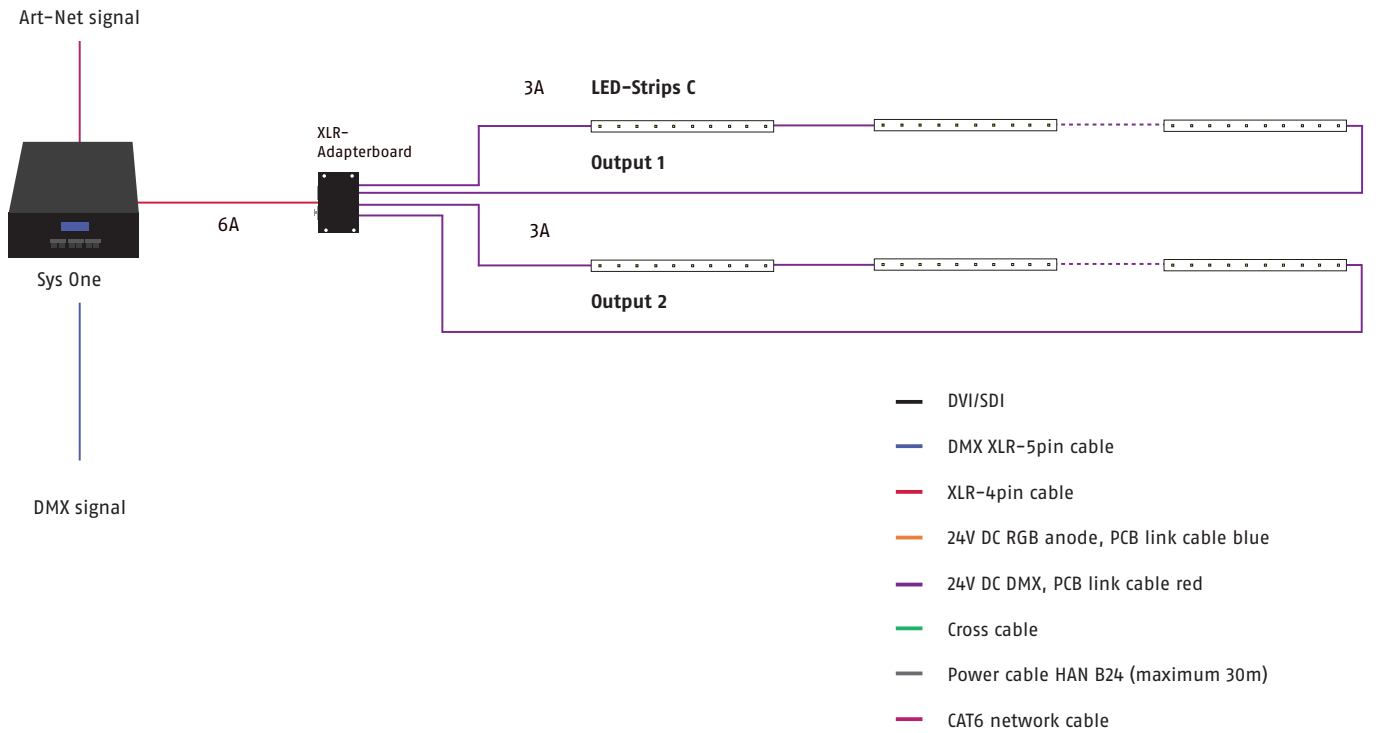 Art-Net signal
3A
LED-Strips C
XLR-
Adapterboard
Output 1
6A
3A
Sys One
Output 2
DVI/SDI
DMX XLR-5pin cable
XLR-4pin cable
DMX signal
24V DC RGB anode, PCB link cable blue
24V DC DMX, PCB link cable red
Cross cable
Power cable HAN B24 (maximum 30m)
CAT6 network cable